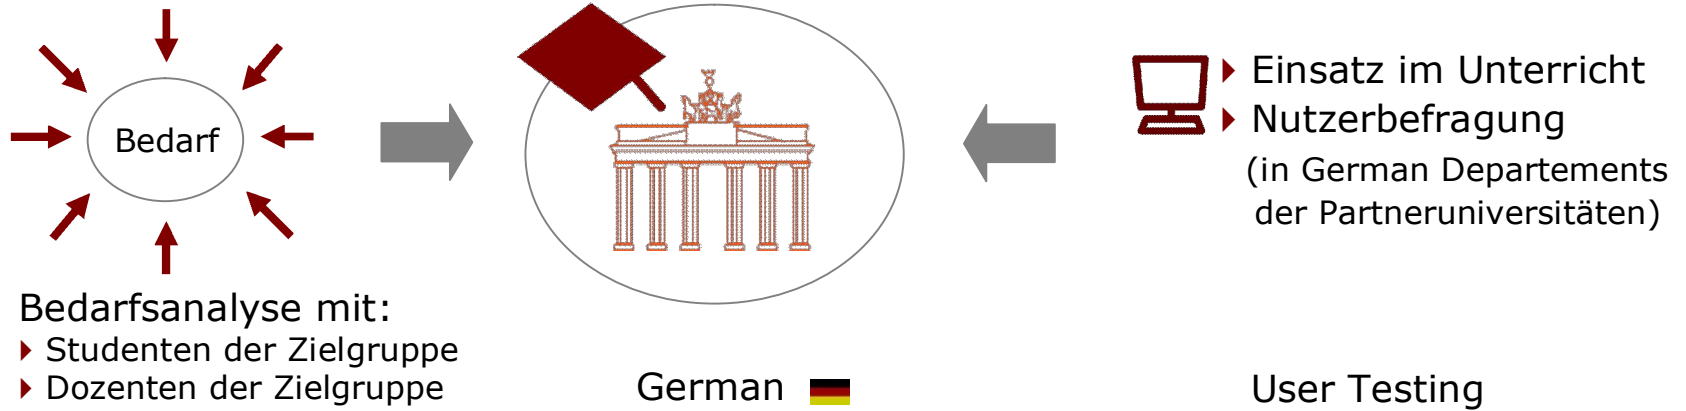 Bedarf
Bedarfsanalyse mit:
Studenten der Zielgruppe
Dozenten der Zielgruppe
German
Einsatz im Unterricht
Nutzerbefragung
(in German Departements
der Partneruniversitäten)
User Testing